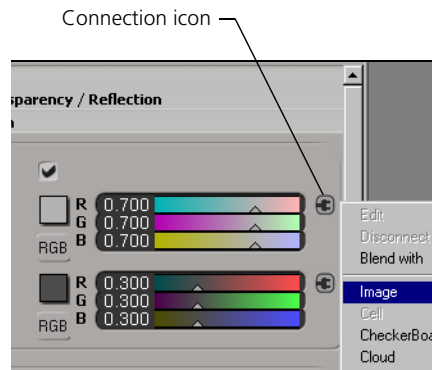 Connection icon
sparency / Reflection
R 0.700
G 0.700
B 0.700
RGB
Edit
Disconnect
Blend with
R 0.300
G 0.300
B 0.300
RGB
Image
Cell
CheckerBoa
Cloud